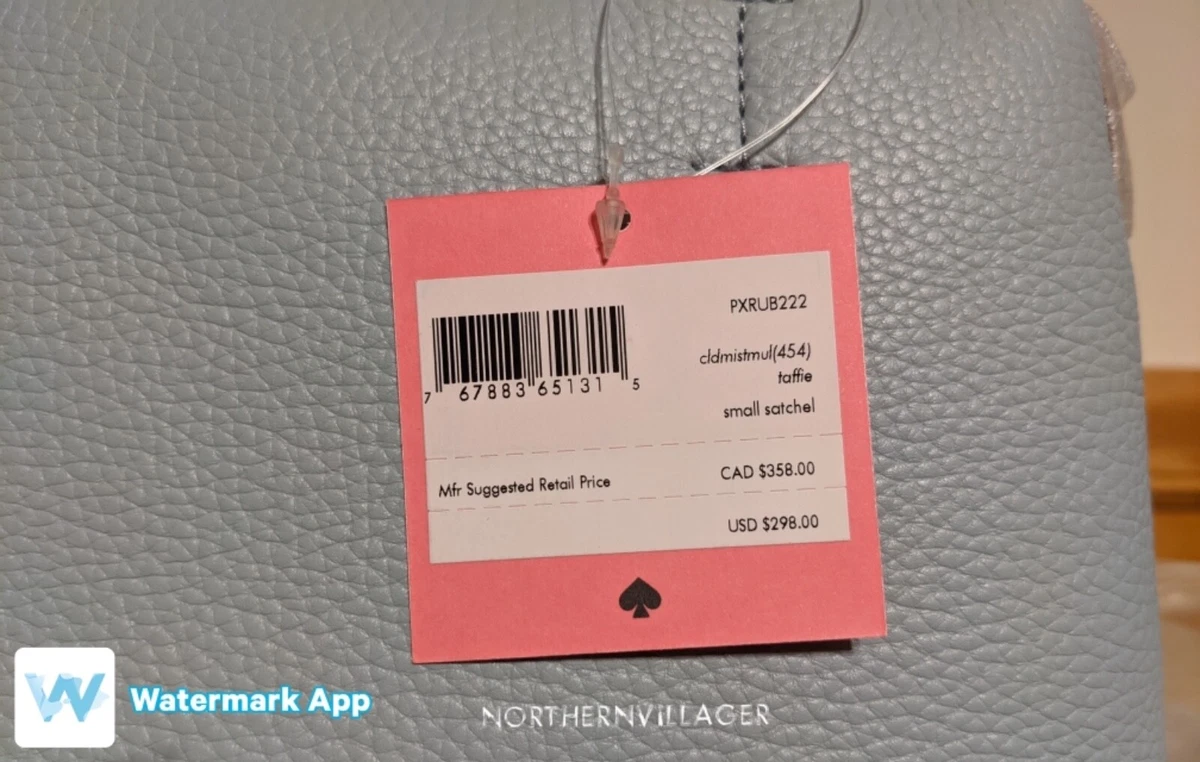 PXRUB222
cldmistmul(454)
taffie
small satchel
7 67883 65131 5
Mfr Suggested Retail Price
CAD $358.00
USD $298.00
NORTHERNVILLAGER
W Watermark App